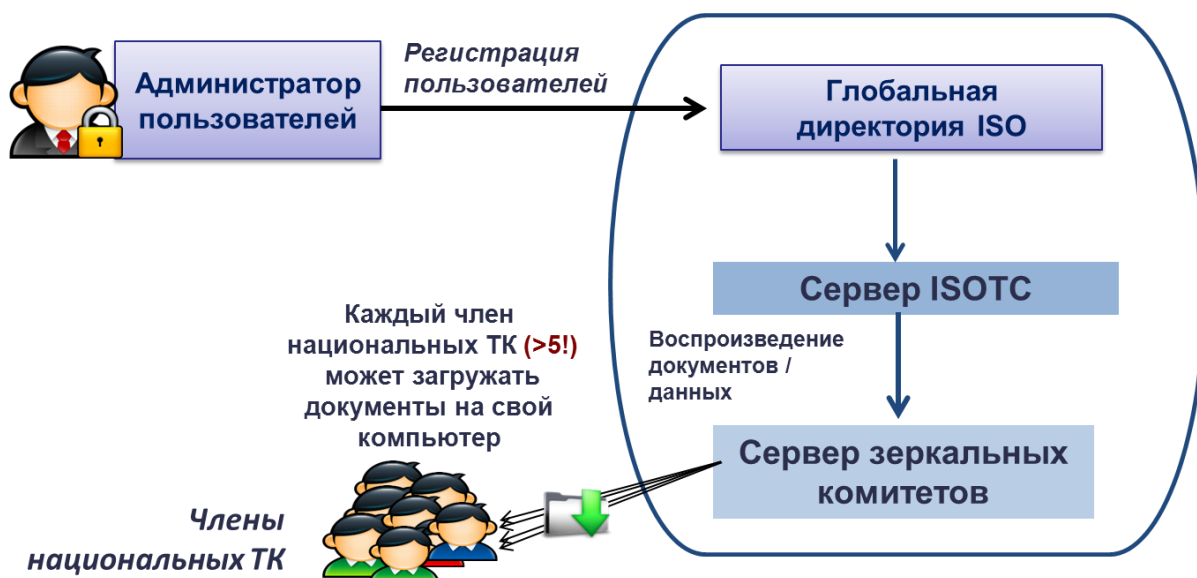 Администратор
пользователей
Регистрация
пользователей
Глобальная
директория ISO
Сервер ISOTC
Воспроизведение
документов /
данных
Сервер зеркальных
комитетов
Каждый член
национальных ТК (>5!)
может загружать
документы на свой
компьютер
Члены
национальных ТК